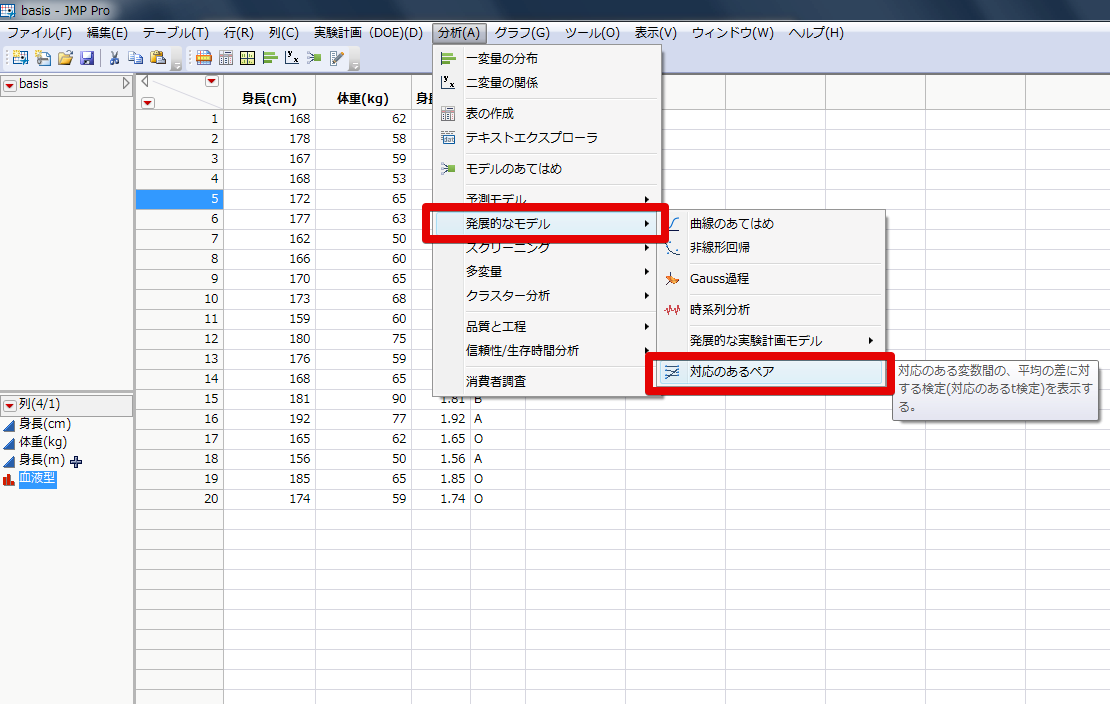 basis - JMP Pro
ファイル(F) 編集(E) テーブル(T) 行(R) 列(C) 実験計画（DOE)(D) 分析(A) グラフ(G) ツール(O) 表示(V) ウィンドウ(W) ヘルプ(H)
basis
列(4/1)
身長(cm)
体重(kg)
身長(m)
血液型
身長(cm) 体重(kg)
1 168 62
2 178 58
3 167 59
4 168 53
5 172 65
6 177 63
7 162 50
8 166 60
9 170 65
10 173 68
11 159 60
12 180 75
13 176 59
14 168 65
15 181 90 1.81 B
16 192 77 1.92 A
17 165 62 1.65 O
18 156 50 1.56 A
19 185 65 1.85 O
20 174 59 1.74 O
一変量の分布
二変量の関係
表の作成
テキストエクスプローラ
モデルのあてはめ
予測モデル
発展的なモデル
スクリーニング
多変量
クラスター分析
品質と工程
信頼性/生存時間分析
消費者調査
曲線のあてはめ
非線形回帰
Gauss過程
時系列分析
発展的な実験計画モデル
対応のあるペア
対応のある変数間の、平均の差に対
する検定(対応のあるt検定)を表示す
る。